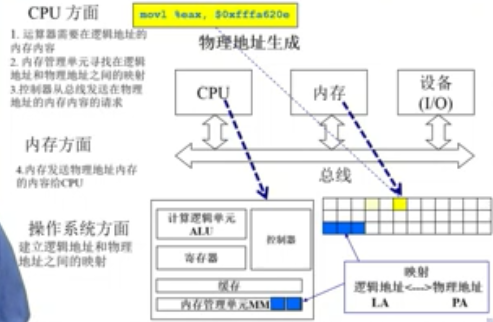 CPU 方面
movl %eax, $0xfffa620e
1. 运算器需要在逻辑地址的
内存内容
2. 内存管理单元寻找在逻辑
地址和物理地址之间的映射
3.控制器从总线发送在物理
地址的内存内容的请求
物理地址生成
CPU
内存
设备
(I/O)
总线
内存方面
4.内存发送物理地址内存
的内容给CPU
操作系统方面
建立逻辑地址和物理
地址之间的映射
计算逻辑单元
ALU
控制器
寄存器
缓存
内存管理单元MM
映射
逻辑地址<--->物理地址
LA PA